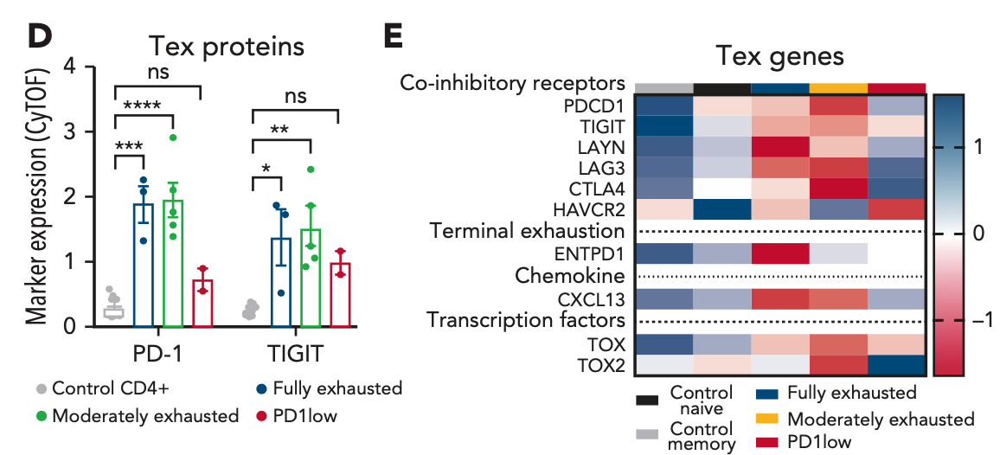 D
Tex proteins
Marker expression (CyTOF)
4
3
2
1
0
ns
****
***
ns
**
*
PD-1
TIGIT
Control CD4+
Fully exhausted
Moderately exhausted
PD1low
E
Tex genes
Co-inhibitory receptors
PDCD1
TIGIT
LAYN
LAG3
CTLA4
HAVCR2
Terminal exhaustion
ENTPD1
Chemokine
CXCL13
Transcription factors
TOX
TOX2
1
0
−1
Control
naive
Control
memory
Fully exhausted
Moderately exhausted
PD1low